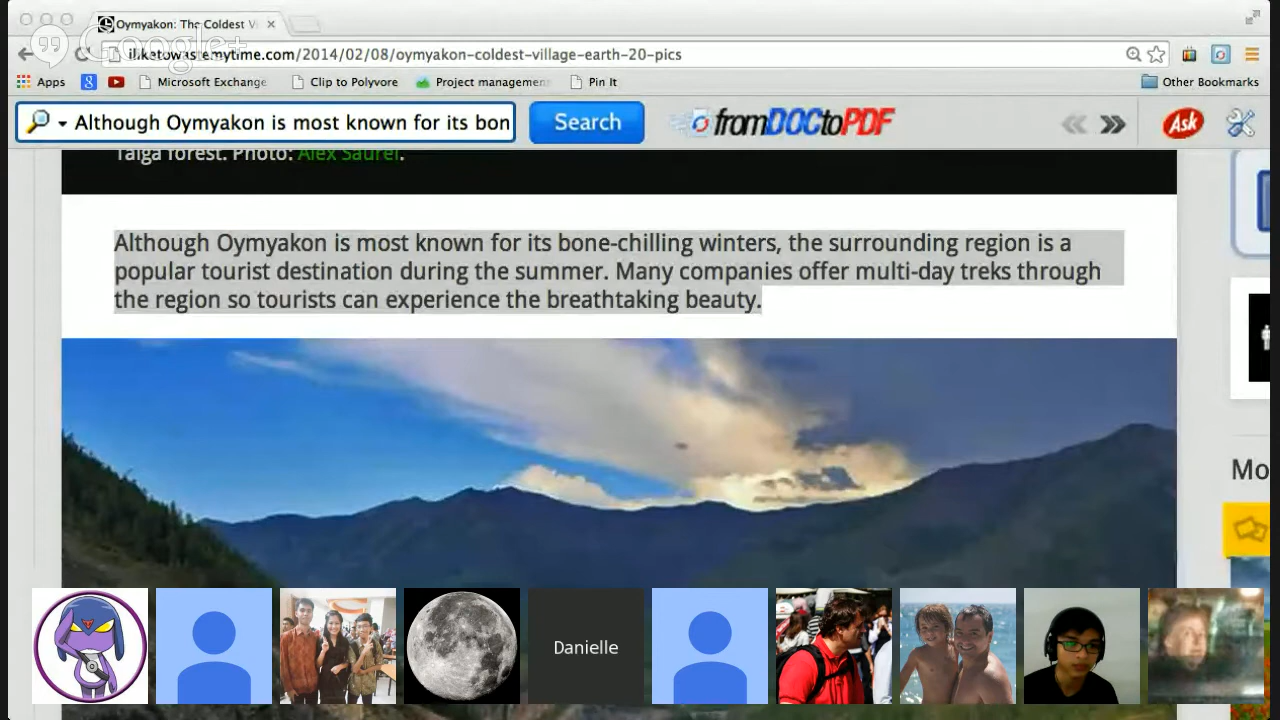 Oymyakon: The Coldest V
Google+
iliketowastemytime.com/2014/02/08/oymyakon-coldest-village-earth-20-pics
Apps Microsoft Exchange Clip to Polyvore Project managemen Pin It Other Bookmarks
Although Oymyakon is most known for its bon Search fromDOCtoPDF Ask
Taiga forest. Photo: Alex Saurel.
Although Oymyakon is most known for its bone-chilling winters, the surrounding region is a
popular tourist destination during the summer. Many companies offer multi-day treks through
the region so tourists can experience the breathtaking beauty.
Mo
Danielle